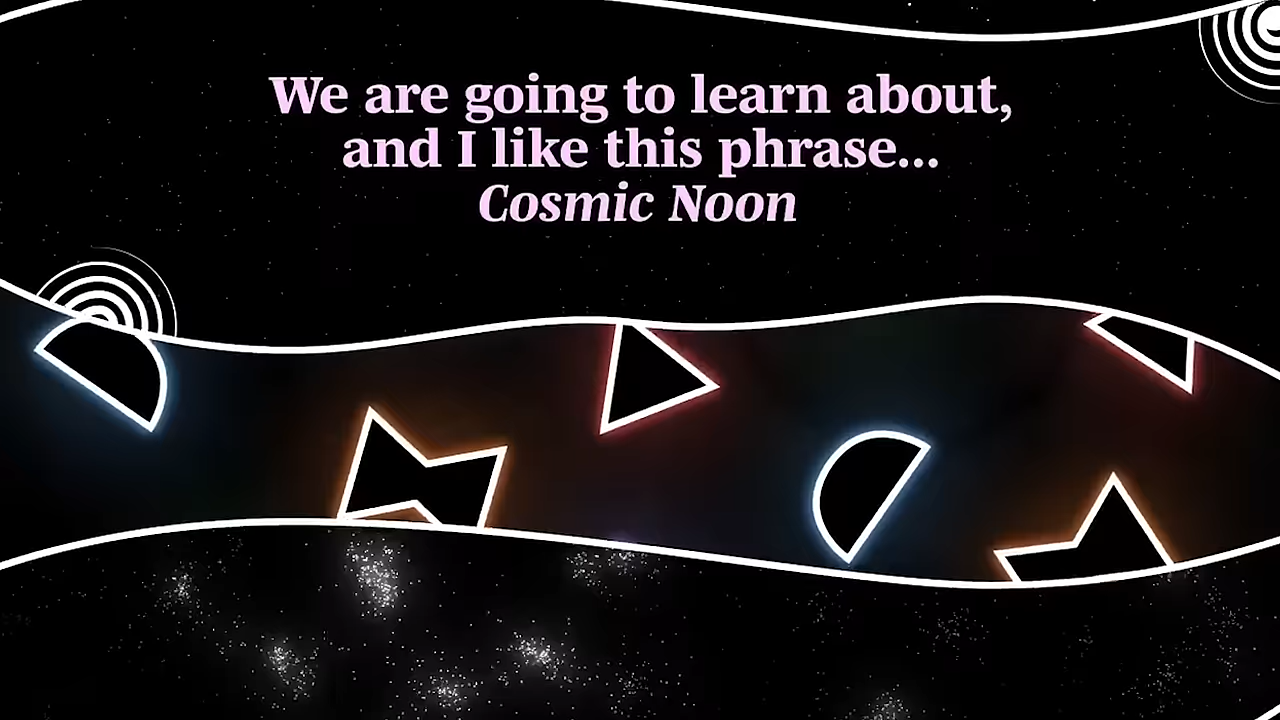 We are going to learn about,
and I like this phrase...
Cosmic Noon